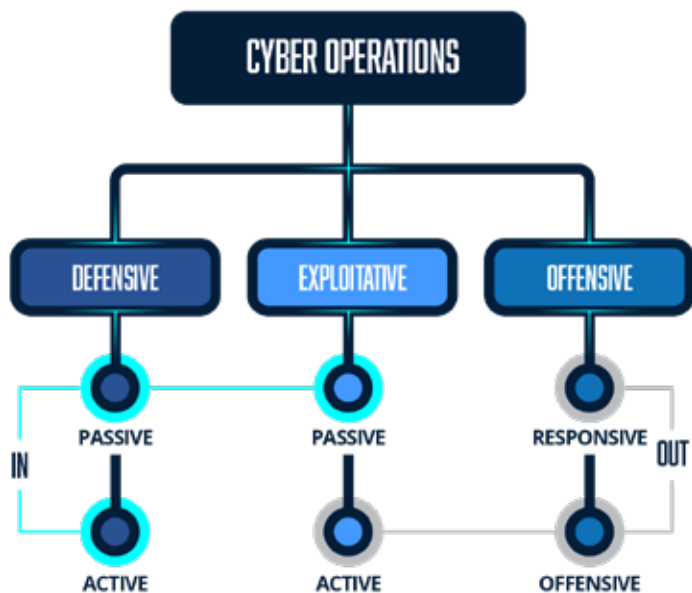 CYBER OPERATIONS
DEFENSIVE
EXPLOITATIVE
OFFENSIVE
PASSIVE
PASSIVE
RESPONSIVE
IN
OUT
ACTIVE
ACTIVE
OFFENSIVE